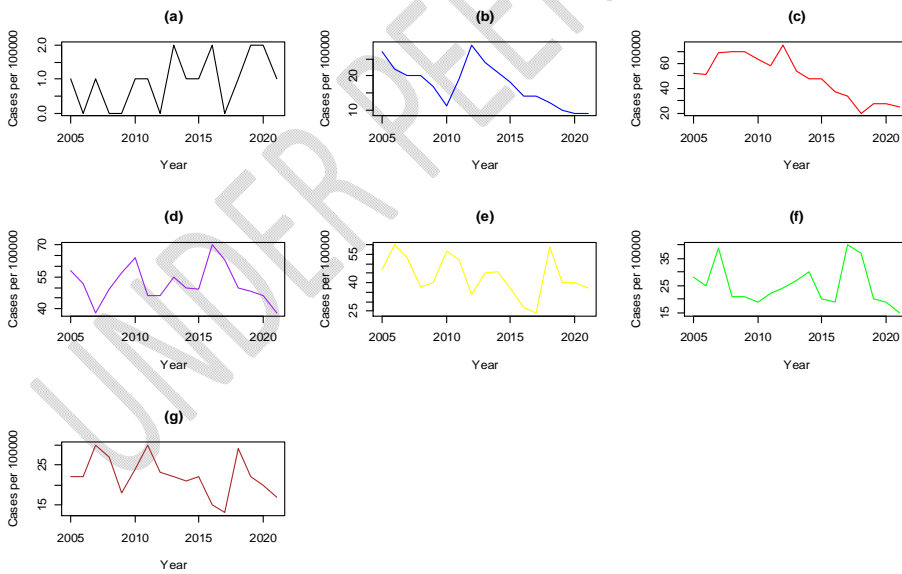 (a)
Cases per 100000
0.0 1.0 2.0
2005 2010 2015 2020
Year
(b)
Cases per 100000
10 20
2005 2010 2015 2020
Year
(c)
Cases per 100000
20 40 60
2005 2010 2015 2020
Year
(d)
Cases per 100000
40 55 70
2005 2010 2015 2020
Year
(e)
Cases per 100000
25 40 55
2005 2010 2015 2020
Year
(f)
Cases per 100000
15 25 35
2005 2010 2015 2020
Year
(g)
Cases per 100000
15 25
2005 2010 2015 2020
Year
UNDER PEE